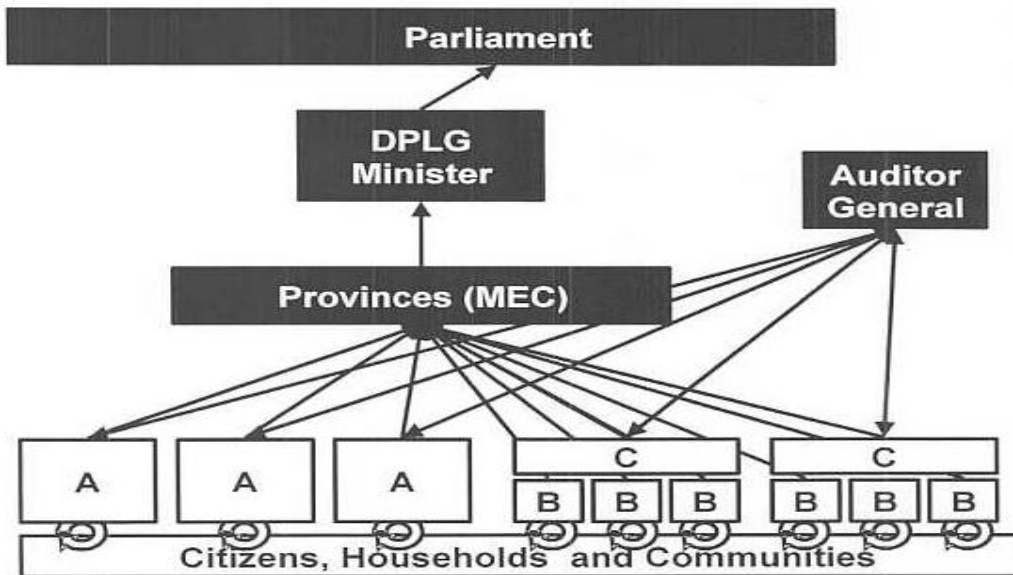 Parliament
DPLG
Minister
Auditor
General
Provinces (MEC)
A
A
A
C
C
B
B
B
B
B
B
Citizens, Households and Communities